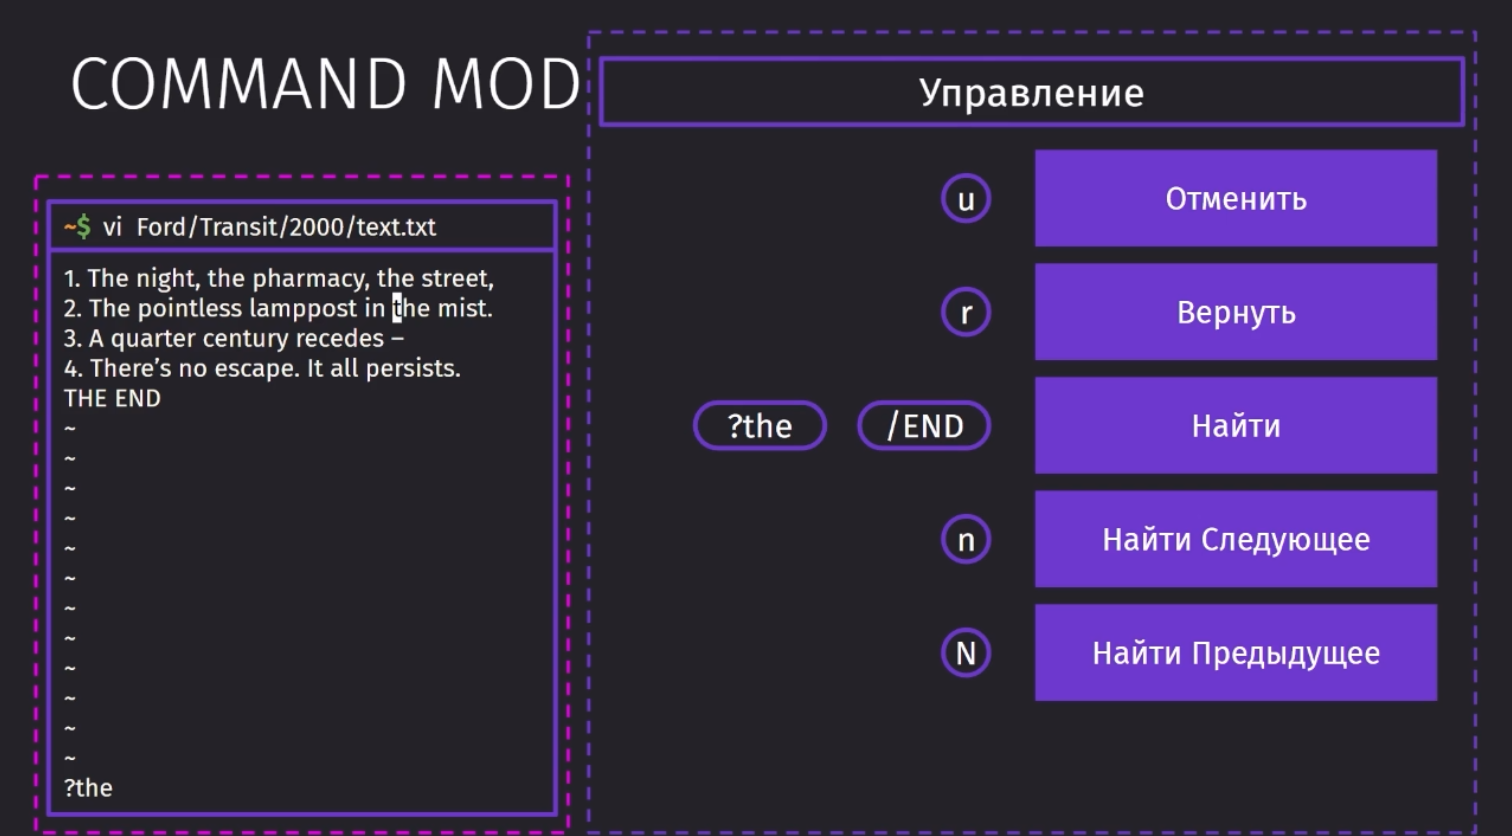 COMMAND MOD
~$ vi Ford/Transit/2000/text.txt
1. The night, the pharmacy, the street,
2. The pointless lamppost in the mist.
3. A quarter century recedes –
4. There’s no escape. It all persists.
THE END
~
~
~
~
~
~
~
~
~
~
~
~
?the
Управление
u Отменить
r Вернуть
?the /END Найти
n Найти Следующее
N Найти Предыдущее